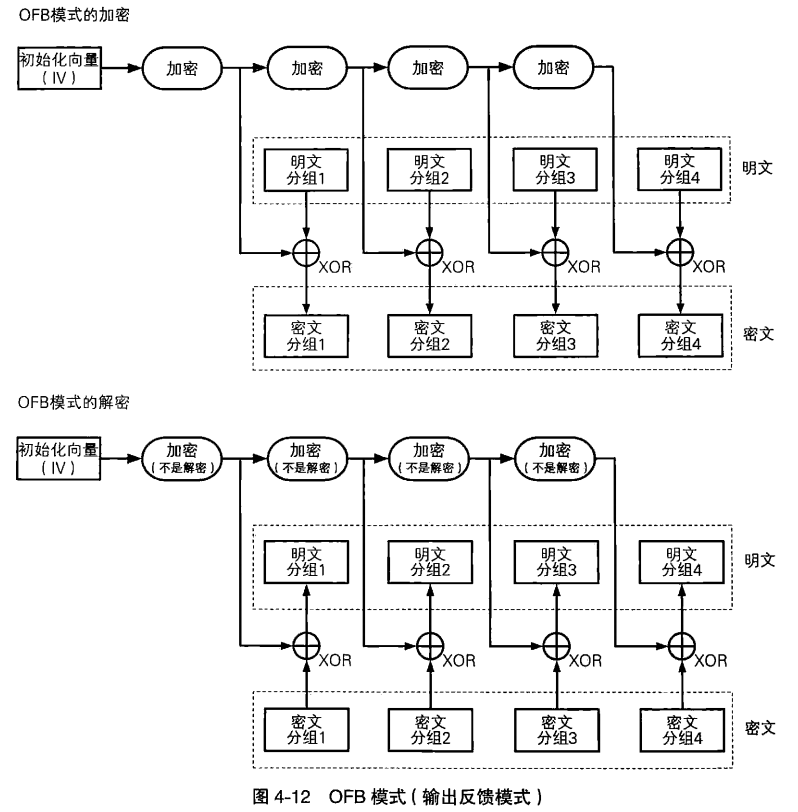 OFB模式的加密
初始化向量
(IV)
加密
加密
加密
加密
明文
分组1
明文
分组2
明文
分组3
明文
分组4
明文
XOR
XOR
XOR
XOR
密文
分组1
密文
分组2
密文
分组3
密文
分组4
密文
OFB模式的解密
初始化向量
(IV)
加密
(不是解密)
加密
(不是解密)
加密
(不是解密)
加密
(不是解密)
明文
分组1
明文
分组2
明文
分组3
明文
分组4
明文
XOR
XOR
XOR
XOR
密文
分组1
密文
分组2
密文
分组3
密文
分组4
密文
图 4-12 OFB 模式(输出反馈模式)